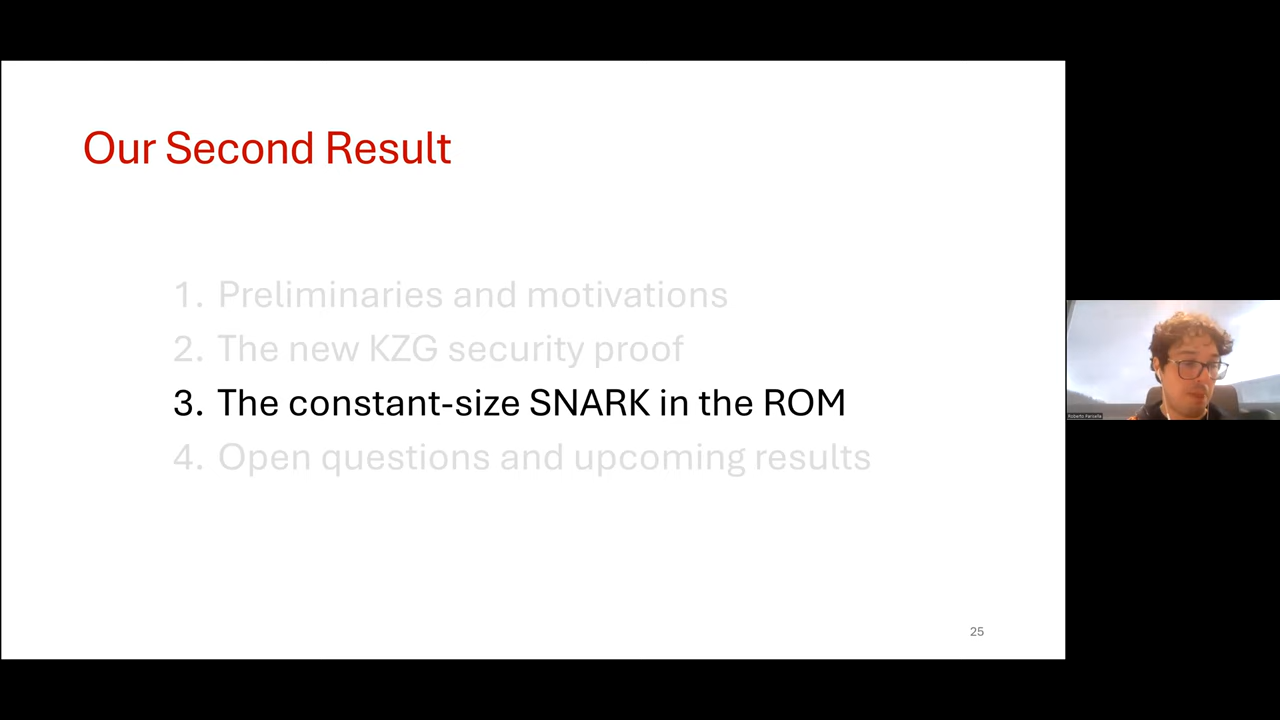 Our Second Result
1. Preliminaries and motivations
2. The new KZG security proof
3. The constant-size SNARK in the ROM
4. Open questions and upcoming results
25